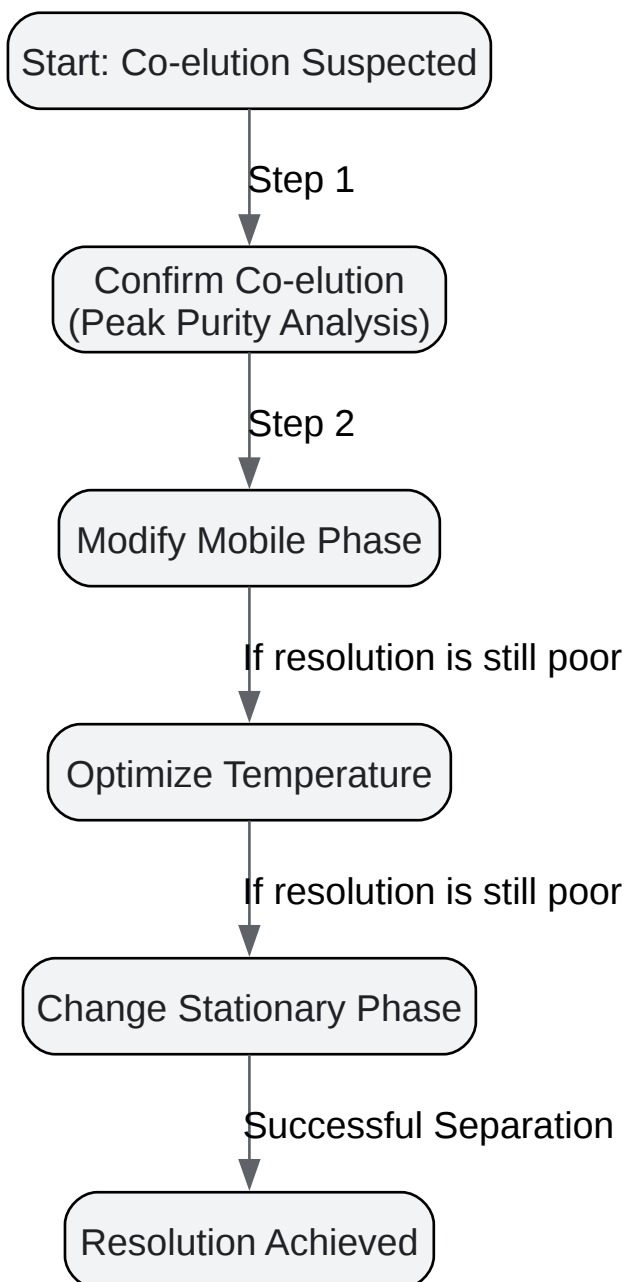 Start: Co-elution Suspected
Step 1
Confirm Co-elution
(Peak Purity Analysis)
Step 2
Modify Mobile Phase
If resolution is still poor
Optimize Temperature
If resolution is still poor
Change Stationary Phase
Successful Separation
Resolution Achieved